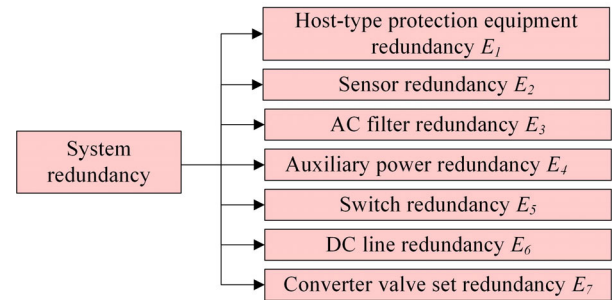 System
redundancy
Host-type protection equipment
redundancy E1
Sensor redundancy E2
AC filter redundancy E3
Auxiliary power redundancy E4
Switch redundancy E5
DC line redundancy E6
Converter valve set redundancy E7